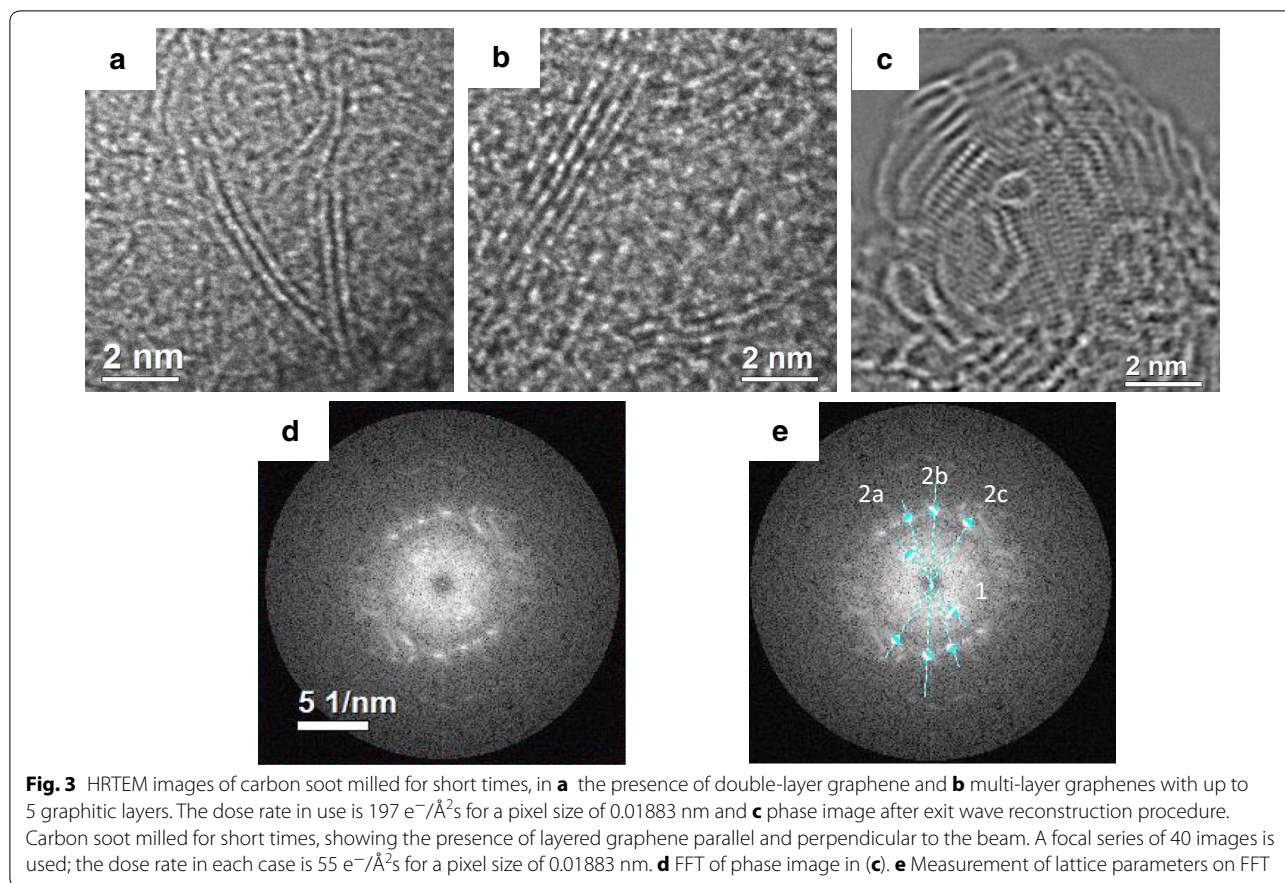 a
b
c
2 nm
2 nm
2 nm
d
e
2a
2b
2c
1
5 1/nm
Fig. 3 HRTEM images of carbon soot milled for short times, in a the presence of double-layer graphene and b multi-layer graphenes with up to
5 graphitic layers. The dose rate in use is 197 e−/Å²s for a pixel size of 0.01883 nm and c phase image after exit wave reconstruction procedure.
Carbon soot milled for short times, showing the presence of layered graphene parallel and perpendicular to the beam. A focal series of 40 images is
used; the dose rate in each case is 55 e−/Å²s for a pixel size of 0.01883 nm. d FFT of phase image in (c). e Measurement of lattice parameters on FFT